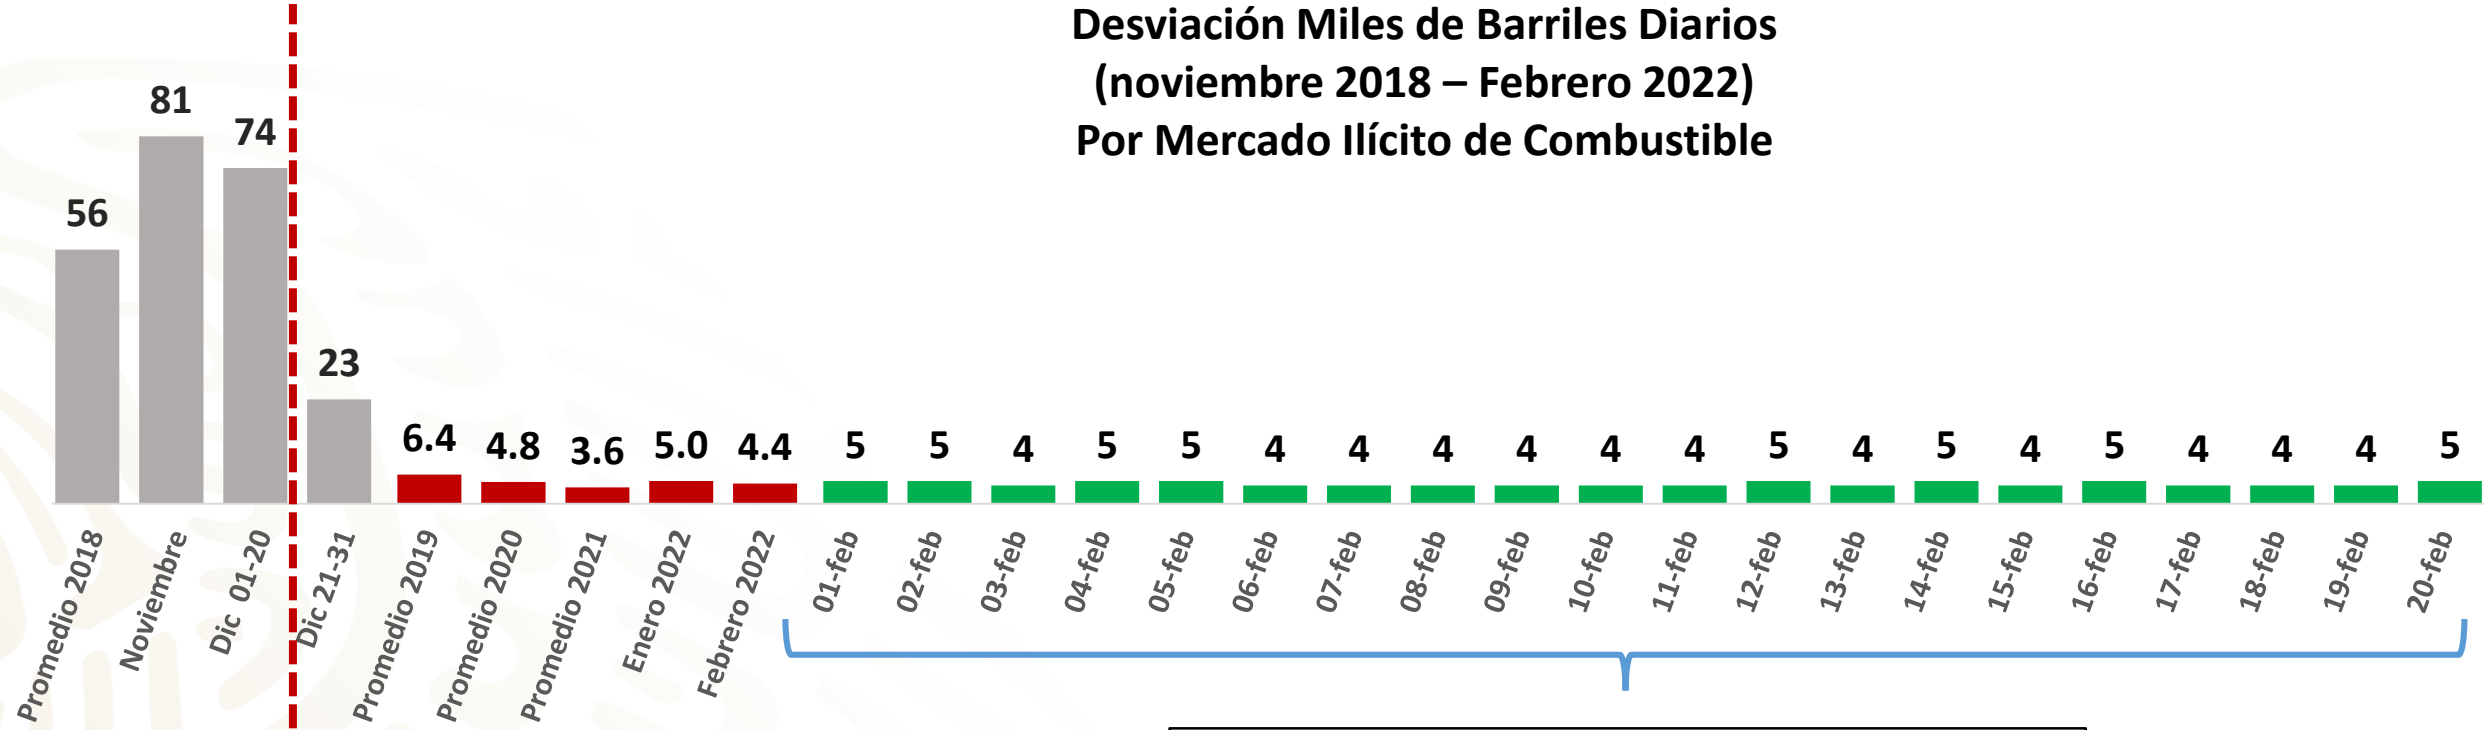 Desviación Miles de Barriles Diarios
(noviembre 2018 – Febrero 2022)
Por Mercado Ilícito de Combustible
56
81
74
23
6.4
4.8
3.6
5.0
4.4
5
5
4
5
5
4
4
4
4
4
4
5
4
5
4
5
4
4
4
5
Promedio 2018
Noviembre
Dic 01-20
Dic 21-31
Promedio 2019
Promedio 2020
Promedio 2021
Enero 2022
Febrero 2022
01-feb
02-feb
03-feb
04-feb
05-feb
06-feb
07-feb
08-feb
09-feb
10-feb
11-feb
12-feb
13-feb
14-feb
15-feb
16-feb
17-feb
18-feb
19-feb
20-feb